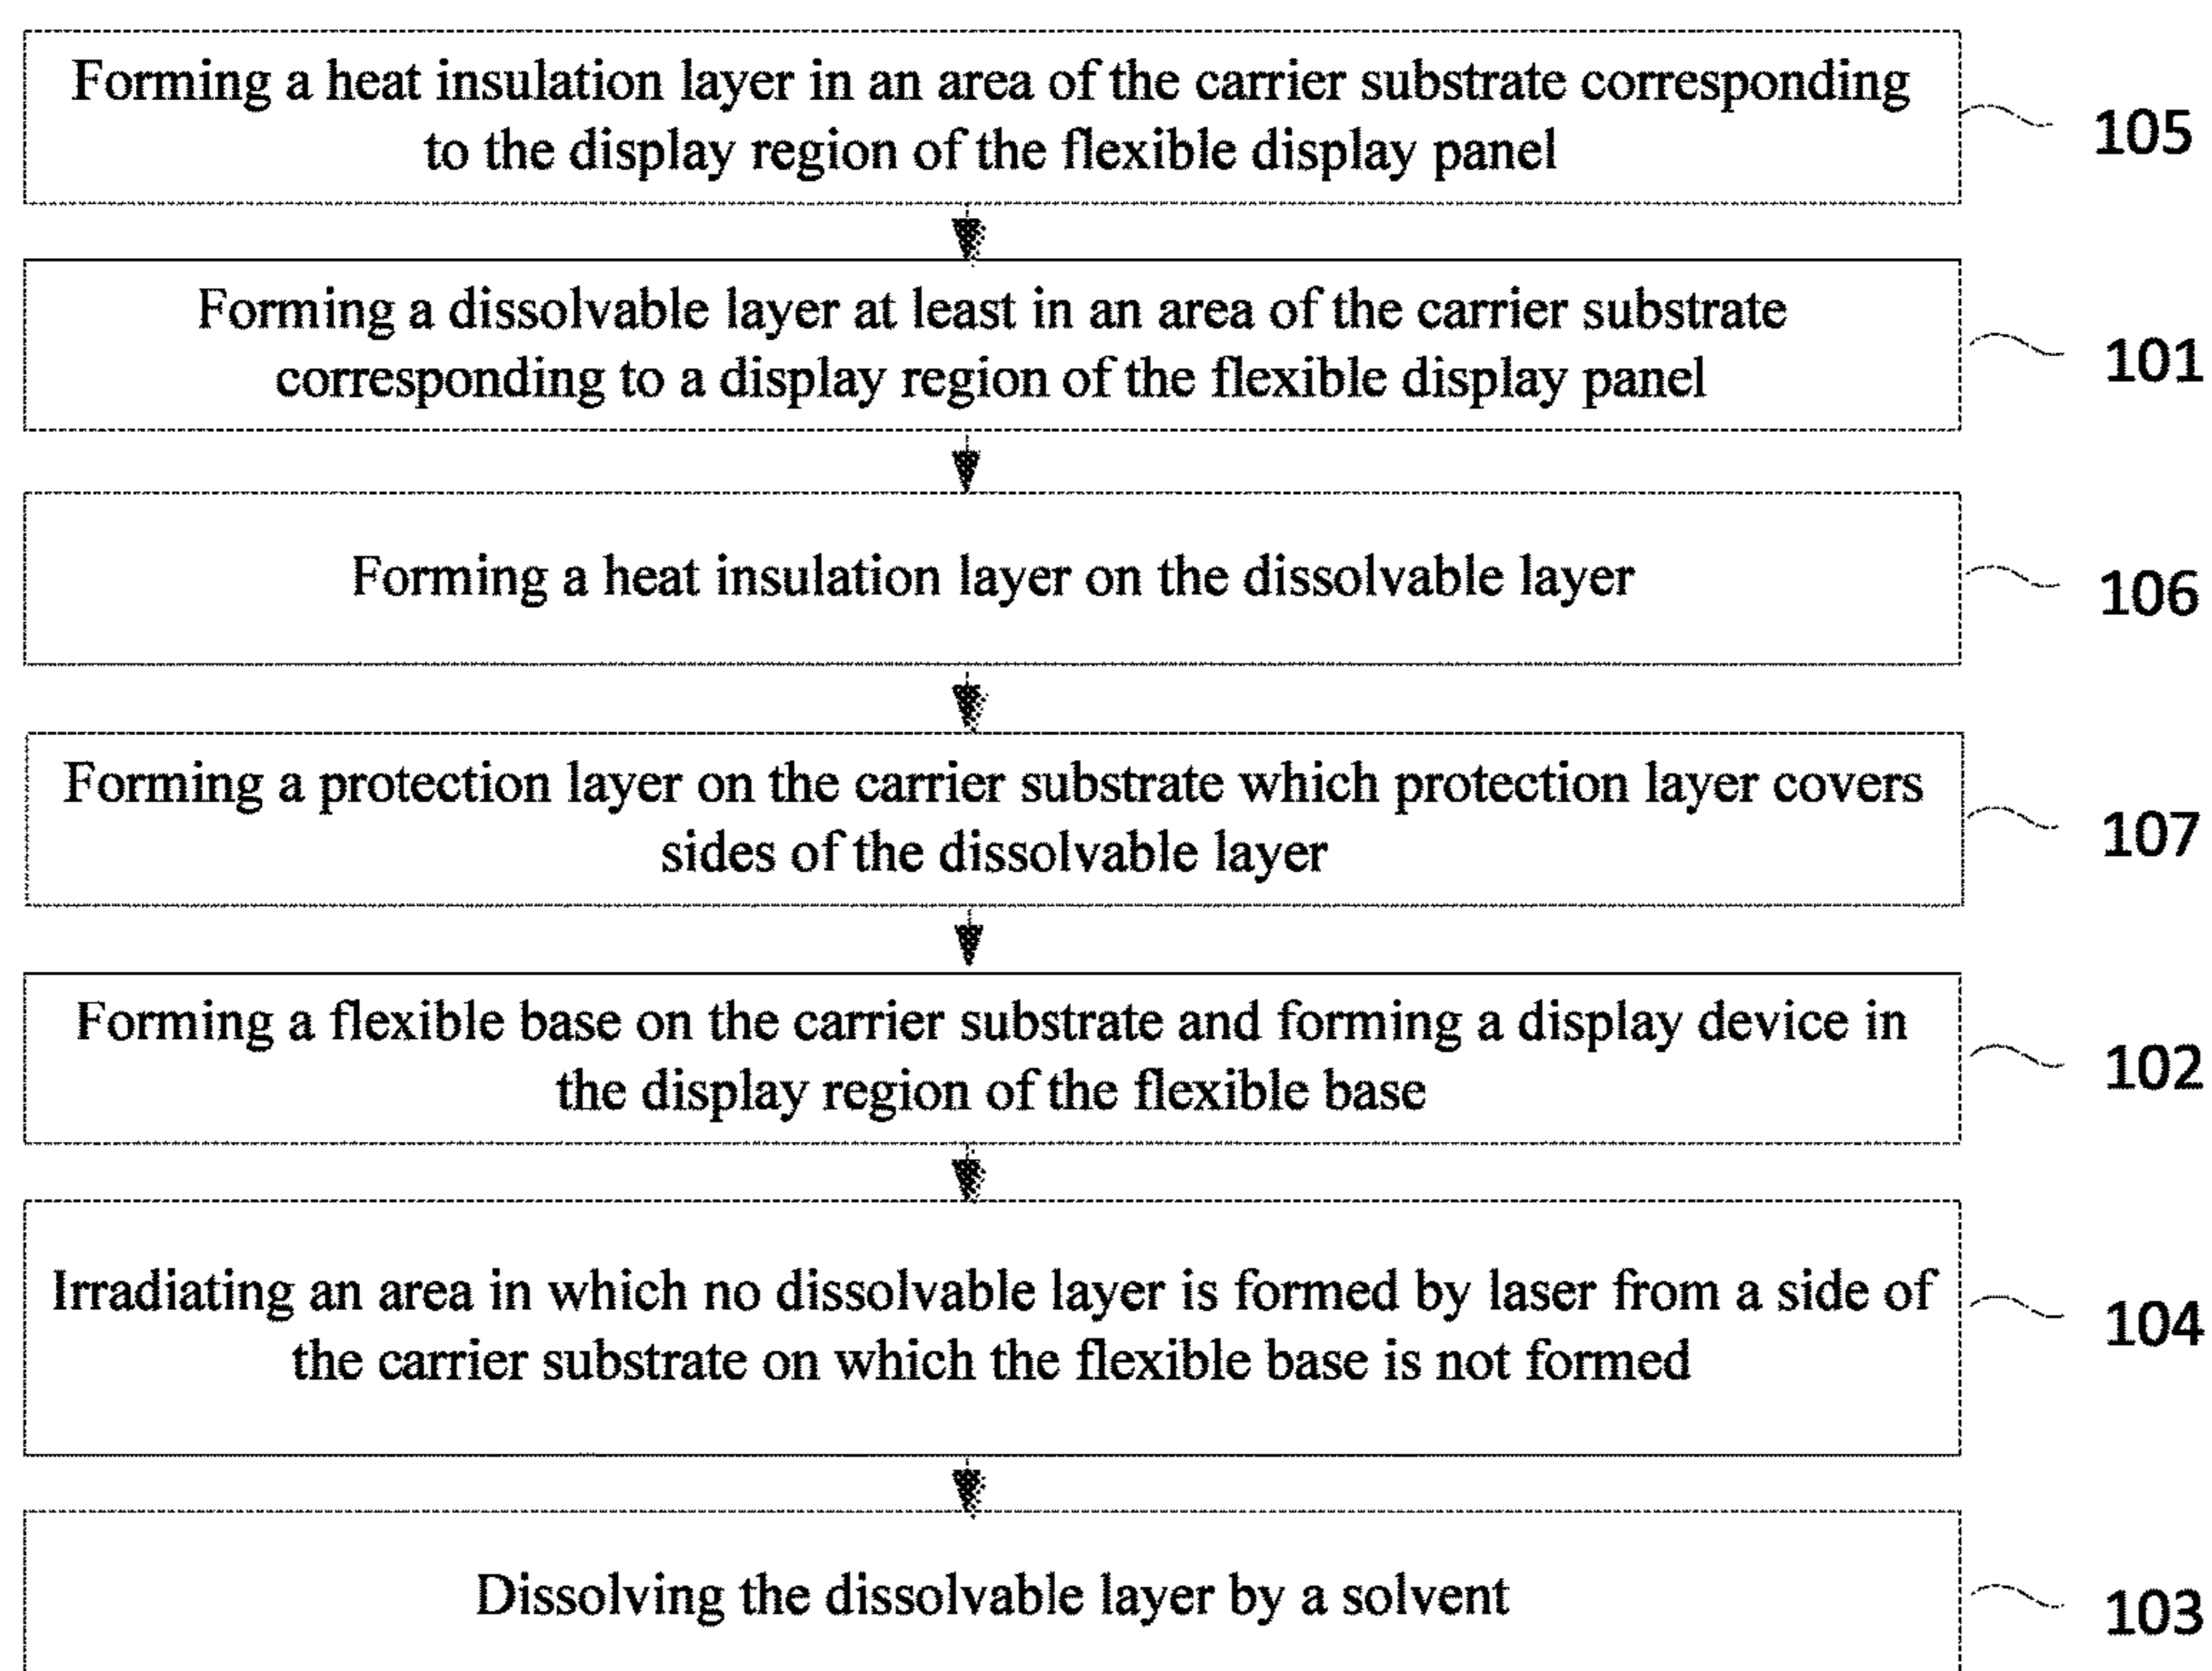 Forming a heat insulation layer in an area of the carrier substrate corresponding
to the display region of the flexible display panel
105
Forming a dissolvable layer at least in an area of the carrier substrate
corresponding to a display region of the flexible display panel
101
Forming a heat insulation layer on the dissolvable layer
106
Forming a protection layer on the carrier substrate which protection layer covers
sides of the dissolvable layer
107
Forming a flexible base on the carrier substrate and forming a display device in
the display region of the flexible base
102
Irradiating an area in which no dissolvable layer is formed by laser from a side of
the carrier substrate on which the flexible base is not formed
104
Dissolving the dissolvable layer by a solvent
103